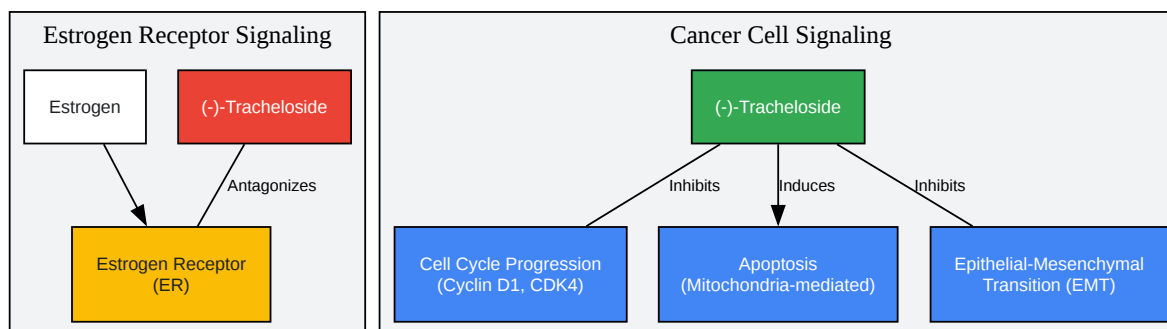 Estrogen Receptor Signaling
Estrogen
(-)-Tracheloside
Antagonizes
Estrogen Receptor
(ER)
Cancer Cell Signaling
(-)-Tracheloside
Inhibits
Induces
Inhibits
Cell Cycle Progression
(Cyclin D1, CDK4)
Apoptosis
(Mitochondria-mediated)
Epithelial-Mesenchymal
Transition (EMT)